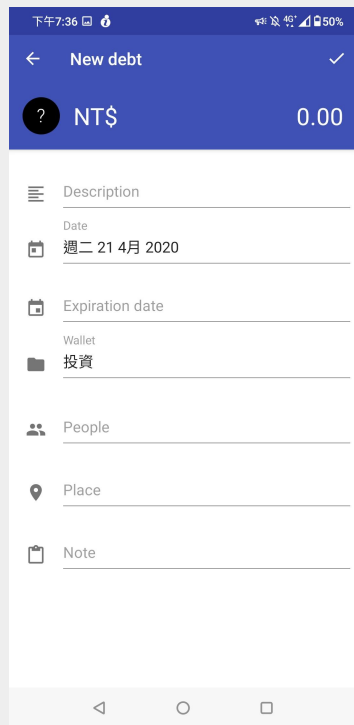 下午7:36 4G+ 50%
New debt
? NT$ 0.00
Description
Date
週二 21 4月 2020
Expiration date
Wallet
投資
People
Place
Note